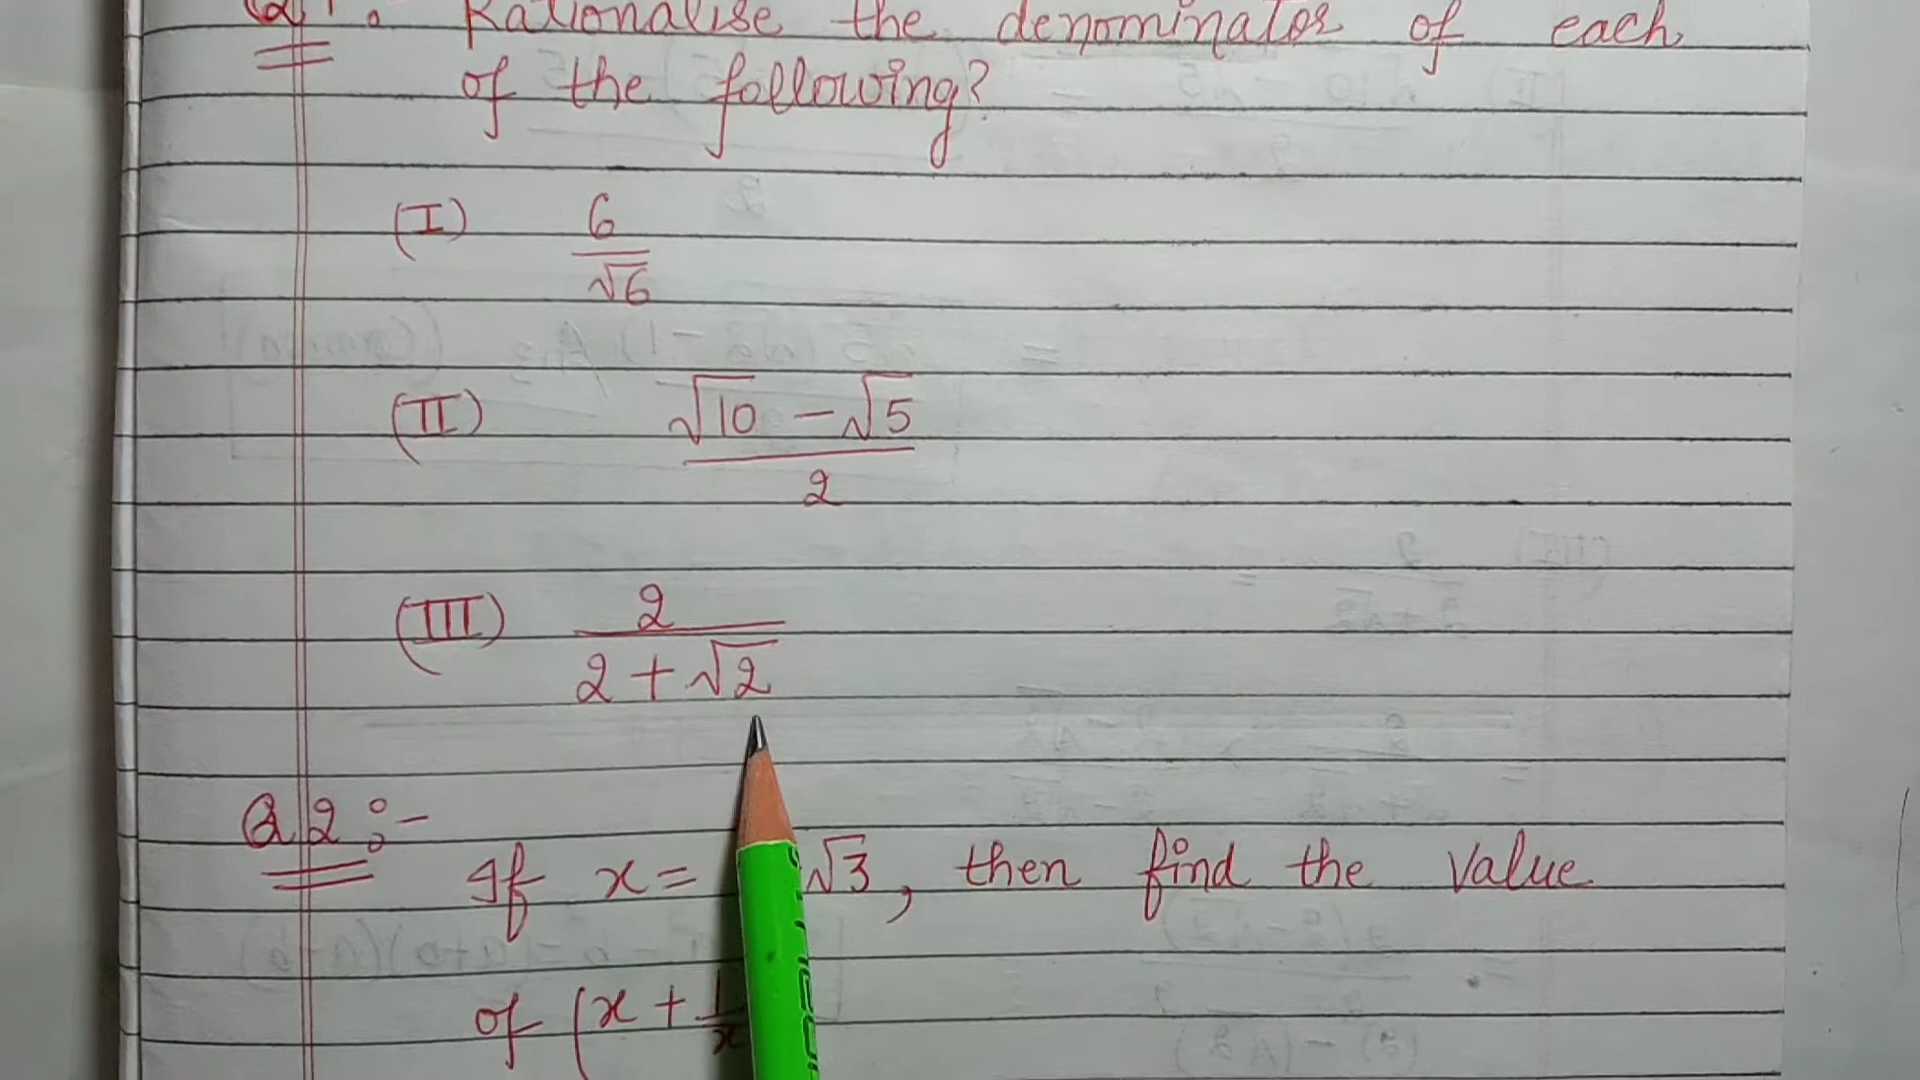 Q1: Rationalise the denominator of each
of the following?
(I) 6/√6
(II) (√10 - √5)/2
(III) 2/(2 + √2)
Q2:-
If x = √3, then find the value
of (x + 1/x